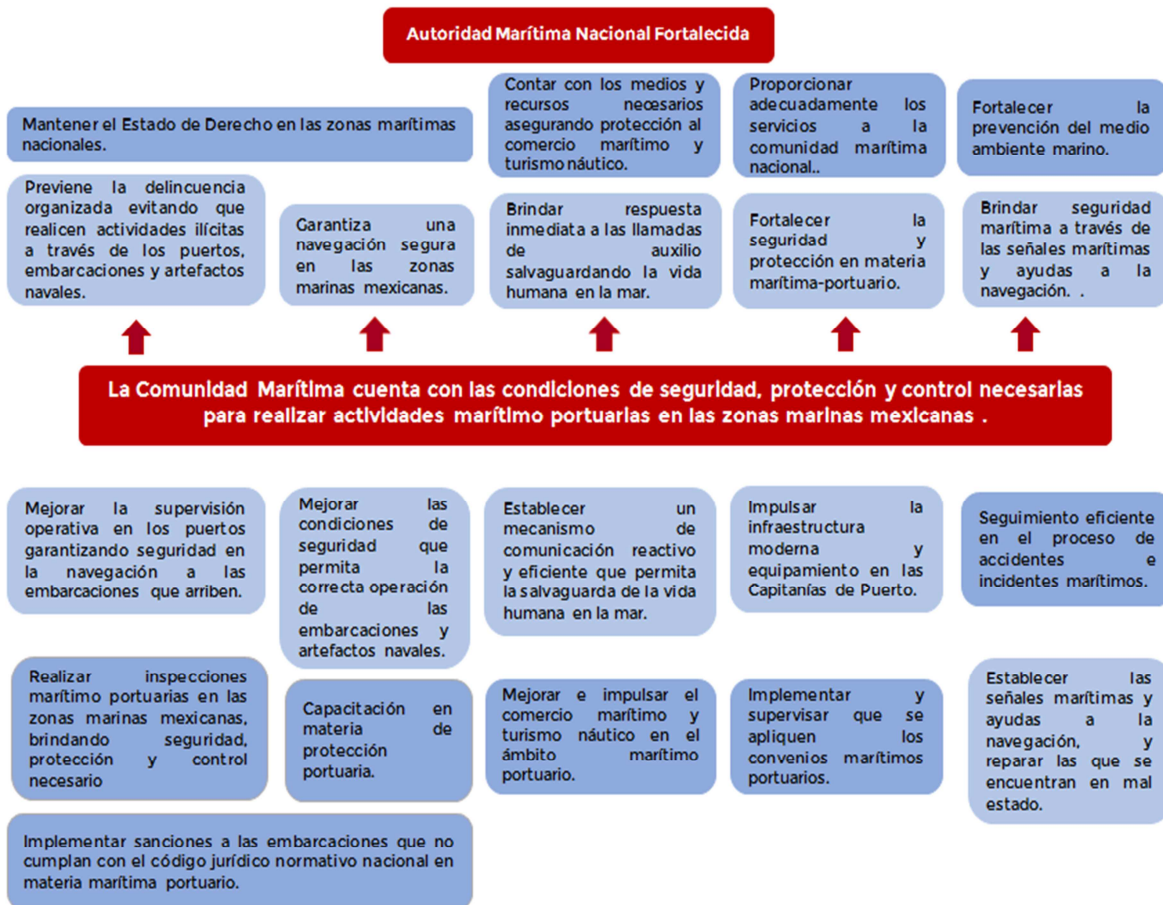 Autoridad Marítima Nacional Fortalecida
Mantener el Estado de Derecho en las zonas marítimas
nacionales.
Contar con los medios y
recursos necesarios
asegurando protección al
comercio marítimo y
turismo náutico.
Proporcionar
adecuadamente los
servicios a la
comunidad marítima
nacional..
Fortalecer la
prevención del medio
ambiente marino.
Previene la delincuencia
organizada evitando que
realicen actividades ilícitas
a través de los puertos,
embarcaciones y artefactos
navales.
Garantiza una
navegación segura
en las zonas
marinas mexicanas.
Brindar respuesta
inmediata a las llamadas
de auxilio
salvaguardando la vida
humana en la mar.
Fortalecer la
seguridad y
protección en materia
marítima-portuario.
Brindar seguridad
marítima a través de
las señales marítimas
y ayudas a la
navegación. .
La Comunidad Marítima cuenta con las condiciones de seguridad, protección y control necesarias
para realizar actividades marítimo portuarias en las zonas marinas mexicanas .
Mejorar la supervisión
operativa en los puertos
garantizando seguridad en
la navegación a las
embarcaciones que arriben.
Mejorar las
condiciones de
seguridad que
permita la
correcta operación
de las
embarcaciones y
artefactos navales.
Establecer un
mecanismo de
comunicación reactivo
y eficiente que permita
la salvaguarda de la vida
humana en la mar.
Impulsar la
infraestructura
moderna y
equipamiento en las
Capitanías de Puerto.
Seguimiento eficiente
en el proceso de
accidentes e
incidentes marítimos.
Realizar inspecciones
marítimo portuarias en las
zonas marinas mexicanas,
brindando seguridad,
protección y control
necesario
Capacitación en
materia de
protección
portuaria.
Mejorar e impulsar el
comercio marítimo y
turismo náutico en el
ámbito marítimo
portuario.
Implementar y
supervisar que se
apliquen los
convenios marítimos
portuarios.
Establecer las
señales marítimas y
ayudas a la
navegación, y
reparar las que se
encuentran en mal
estado.
Implementar sanciones a las embarcaciones que no
cumplan con el código jurídico normativo nacional en
materia marítima portuario.